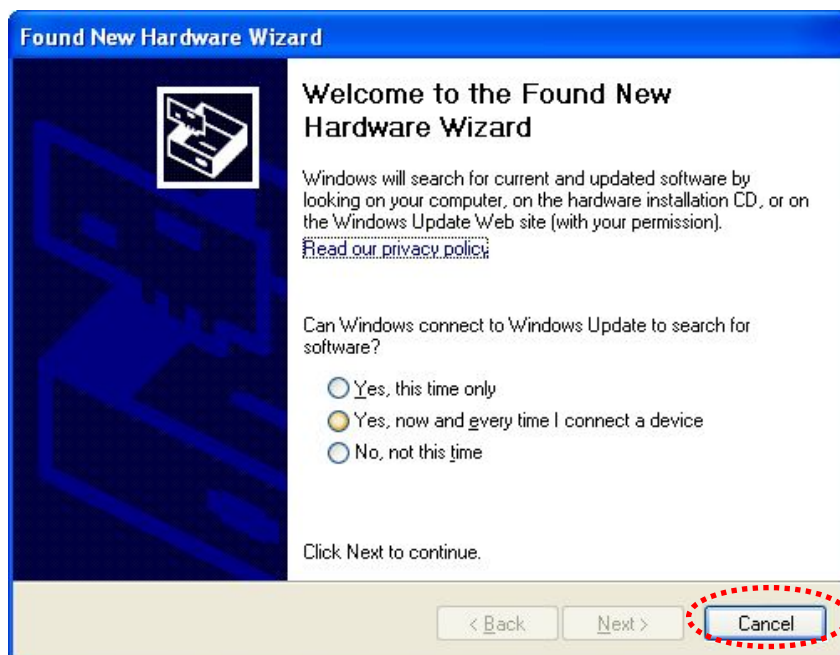 Found New Hardware Wizard
Welcome to the Found New
Hardware Wizard
Windows will search for current and updated software by
looking on your computer, on the hardware installation CD, or on
the Windows Update Web site (with your permission).
Read our privacy policy
Can Windows connect to Windows Update to search for
software?
Yes, this time only
Yes, now and every time I connect a device
No, not this time
Click Next to continue.
< Back Next > Cancel